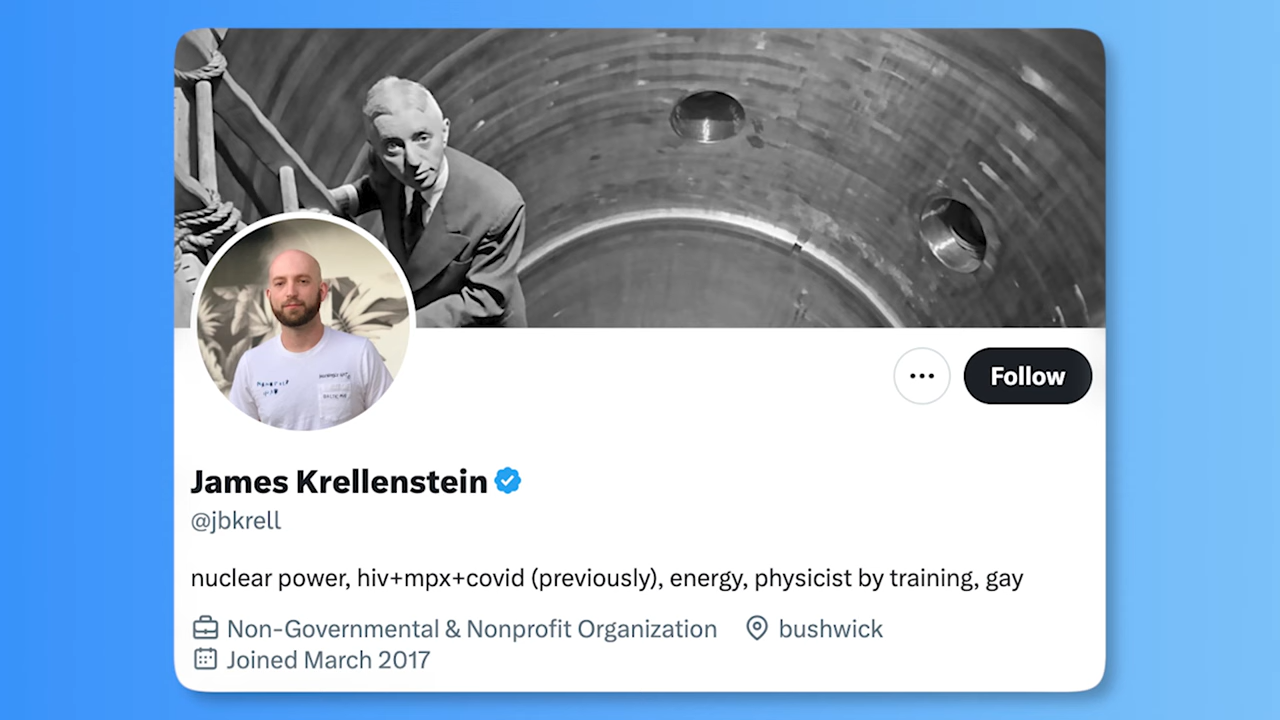 James Krellenstein
@jbkrell
nuclear power, hiv+mpx+covid (previously), energy, physicist by training, gay
Non-Governmental & Nonprofit Organization bushwick
Joined March 2017
Follow